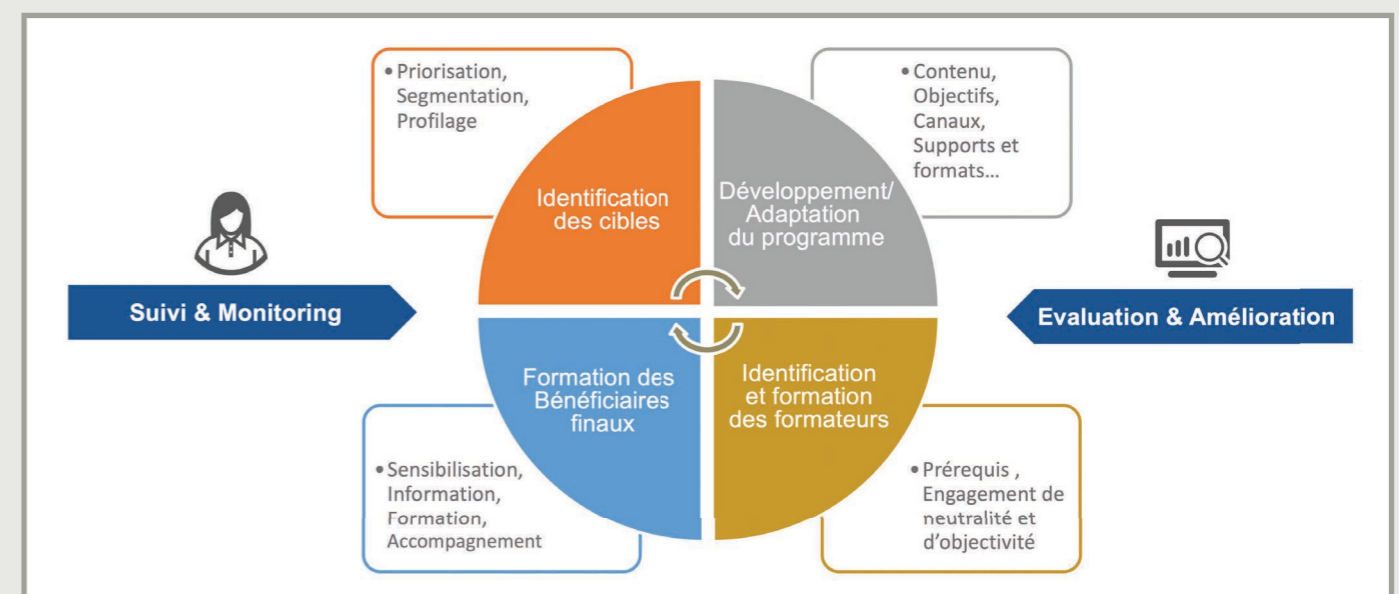 • Priorisation,
Segmentation,
Profilage
• Contenu,
Objectifs,
Canaux,
Supports et
formats...
Identification
des cibles
Développement/
Adaptation
du programme
Suivi & Monitoring
Evaluation & Amélioration
Formation des
Bénéficiaires
finaux
Identification
et formation
des formateurs
• Sensibilisation,
Information,
Formation,
Accompagnement
• Prérequis ,
Engagement de
neutralité et
d’objectivité